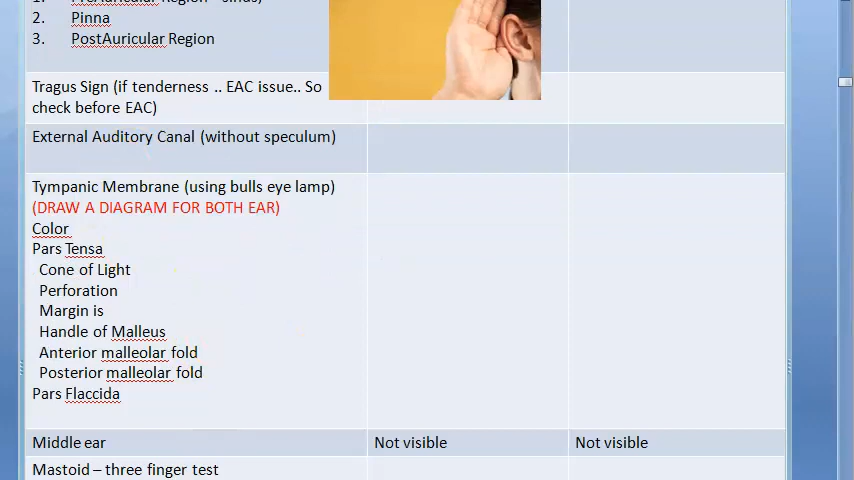 2. Pinna
3. PostAuricular Region
Tragus Sign (if tenderness .. EAC issue.. So
check before EAC)
External Auditory Canal (without speculum)
Tympanic Membrane (using bulls eye lamp)
(DRAW A DIAGRAM FOR BOTH EAR)
Color
Pars Tensa
Cone of Light
Perforation
Margin is
Handle of Malleus
Anterior malleolar fold
Posterior malleolar fold
Pars Flaccida
Middle ear Not visible Not visible
Mastoid – three finger test